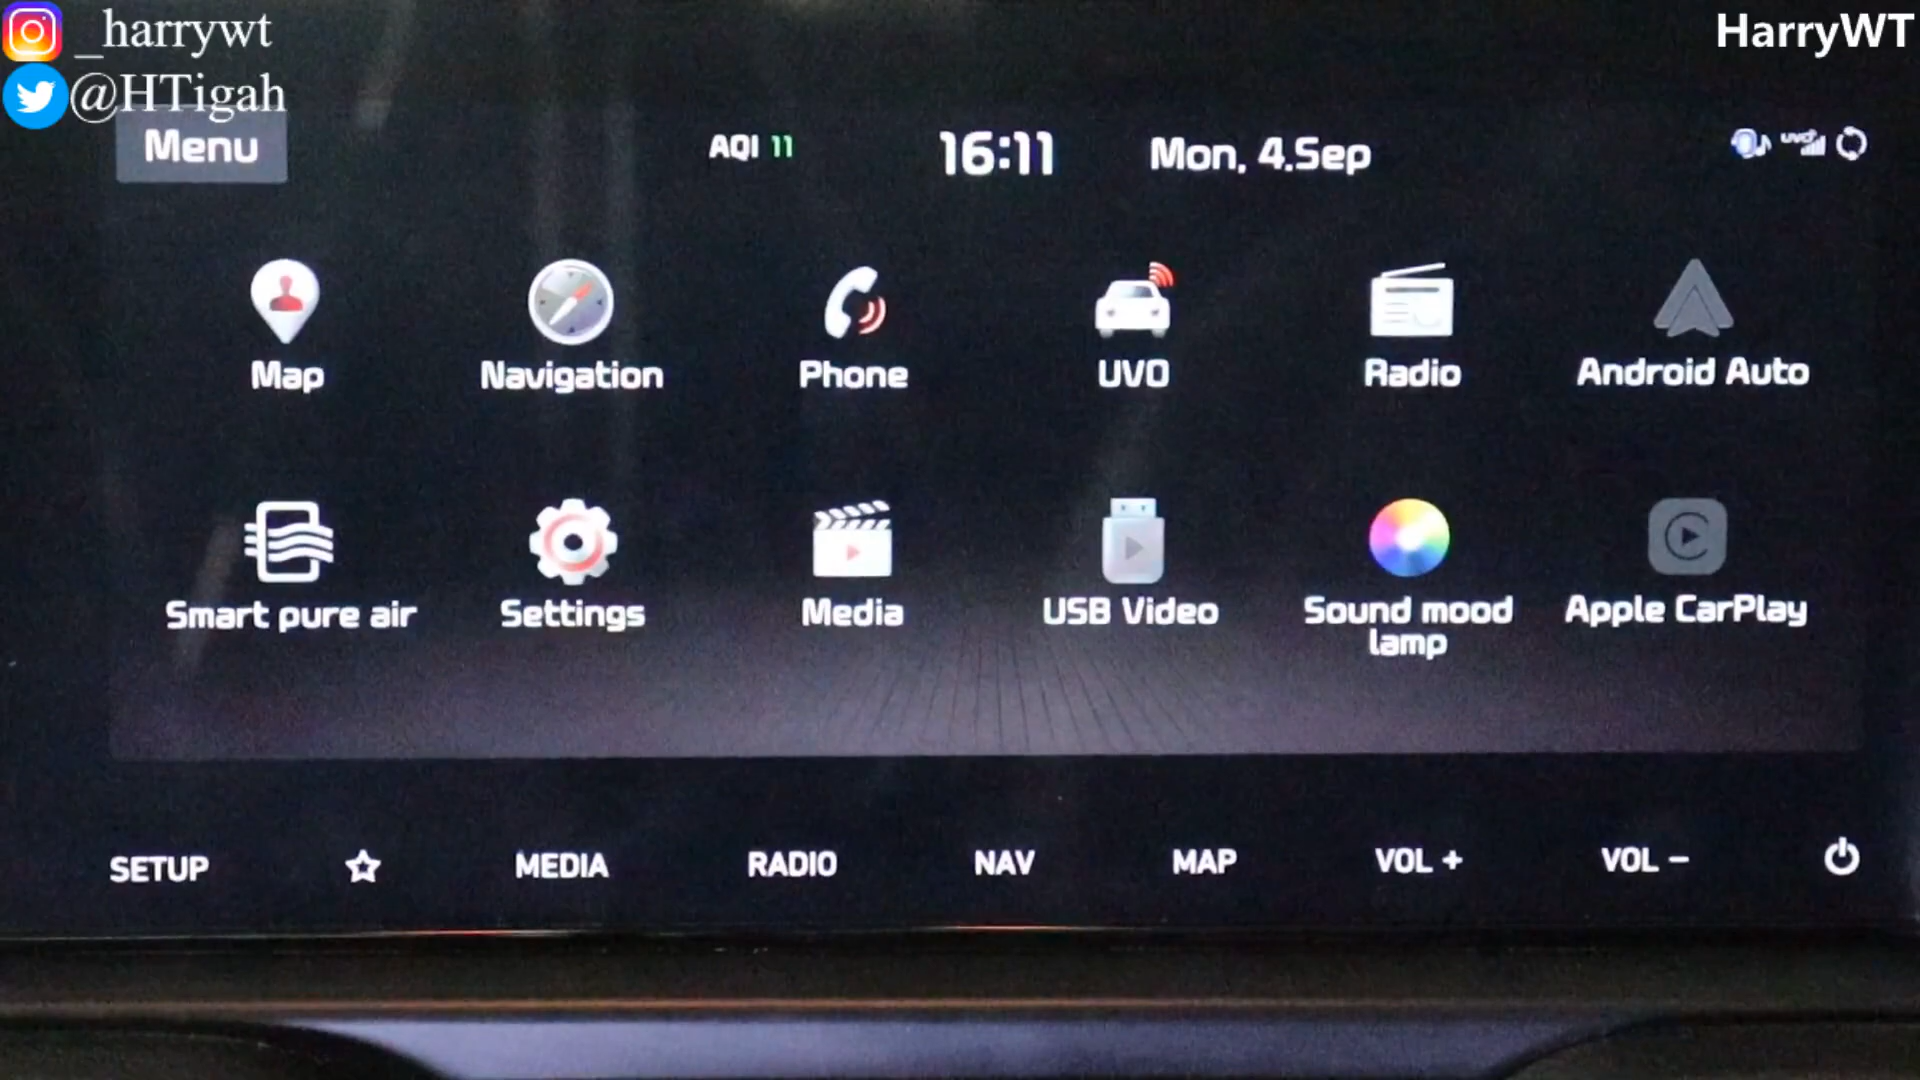 _harrywt
HarryWT
@HTigah
Menu
AQI 11
16:11
Mon, 4.Sep
UVO
Map
Navigation
Phone
UVO
Radio
Android Auto
Smart pure air
Settings
Media
USB Video
Sound mood
lamp
Apple CarPlay
SETUP
MEDIA
RADIO
NAV
MAP
VOL +
VOL −